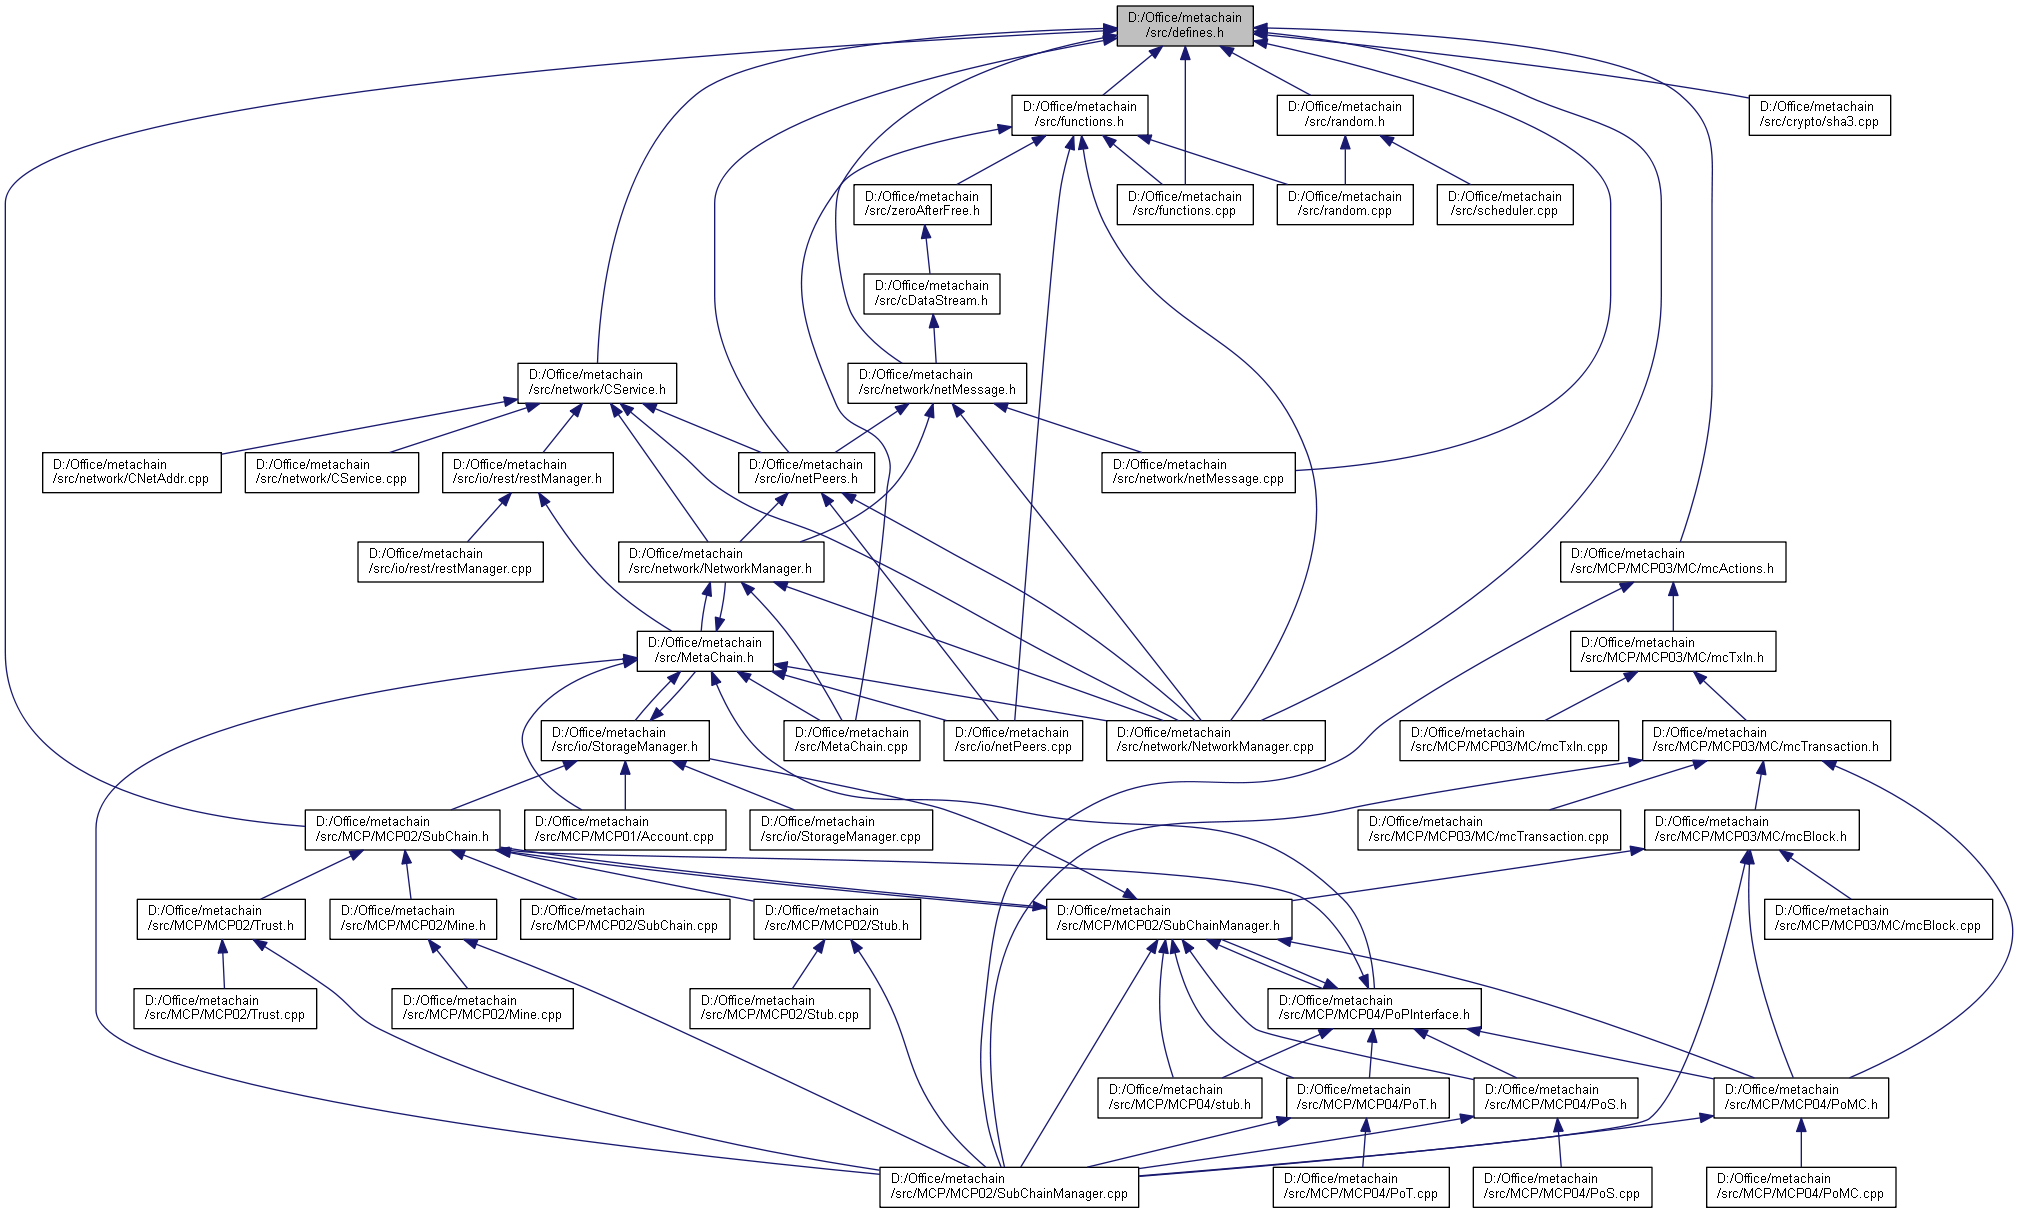 D:/Office/metachain
/src/defines.h
D:/Office/metachain
/src/functions.h
D:/Office/metachain
/src/random.h
D:/Office/metachain
/src/crypto/sha3.cpp
D:/Office/metachain
/src/zeroAfterFree.h
D:/Office/metachain
/src/functions.cpp
D:/Office/metachain
/src/random.cpp
D:/Office/metachain
/src/scheduler.cpp
D:/Office/metachain
/src/cDataStream.h
D:/Office/metachain
/src/network/CService.h
D:/Office/metachain
/src/network/netMessage.h
D:/Office/metachain
/src/network/CNetAddr.cpp
D:/Office/metachain
/src/network/CService.cpp
D:/Office/metachain
/src/io/rest/restManager.h
D:/Office/metachain
/src/io/netPeers.h
D:/Office/metachain
/src/network/netMessage.cpp
D:/Office/metachain
/src/io/rest/restManager.cpp
D:/Office/metachain
/src/network/NetworkManager.h
D:/Office/metachain
/src/MCP/MCP03/MC/mcActions.h
D:/Office/metachain
/src/MetaChain.h
D:/Office/metachain
/src/MCP/MCP03/MC/mcTxIn.h
D:/Office/metachain
/src/io/StorageManager.h
D:/Office/metachain
/src/MetaChain.cpp
D:/Office/metachain
/src/io/netPeers.cpp
D:/Office/metachain
/src/network/NetworkManager.cpp
D:/Office/metachain
/src/MCP/MCP03/MC/mcTxIn.cpp
D:/Office/metachain
/src/MCP/MCP03/MC/mcTransaction.h
D:/Office/metachain
/src/MCP/MCP02/SubChain.h
D:/Office/metachain
/src/MCP/MCP01/Account.cpp
D:/Office/metachain
/src/io/StorageManager.cpp
D:/Office/metachain
/src/MCP/MCP03/MC/mcTransaction.cpp
D:/Office/metachain
/src/MCP/MCP03/MC/mcBlock.h
D:/Office/metachain
/src/MCP/MCP02/Trust.h
D:/Office/metachain
/src/MCP/MCP02/Mine.h
D:/Office/metachain
/src/MCP/MCP02/SubChain.cpp
D:/Office/metachain
/src/MCP/MCP02/Stub.h
D:/Office/metachain
/src/MCP/MCP02/SubChainManager.h
D:/Office/metachain
/src/MCP/MCP03/MC/mcBlock.cpp
D:/Office/metachain
/src/MCP/MCP02/Trust.cpp
D:/Office/metachain
/src/MCP/MCP02/Mine.cpp
D:/Office/metachain
/src/MCP/MCP02/Stub.cpp
D:/Office/metachain
/src/MCP/MCP04/PoPInterface.h
D:/Office/metachain
/src/MCP/MCP04/stub.h
D:/Office/metachain
/src/MCP/MCP04/PoT.h
D:/Office/metachain
/src/MCP/MCP04/PoS.h
D:/Office/metachain
/src/MCP/MCP04/PoMC.h
D:/Office/metachain
/src/MCP/MCP02/SubChainManager.cpp
D:/Office/metachain
/src/MCP/MCP04/PoT.cpp
D:/Office/metachain
/src/MCP/MCP04/PoS.cpp
D:/Office/metachain
/src/MCP/MCP04/PoMC.cpp